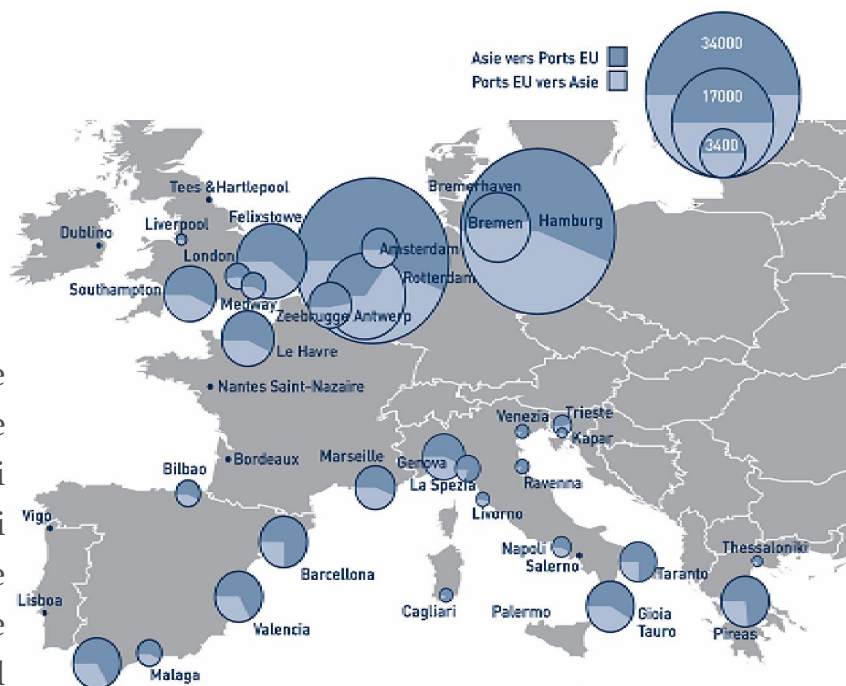 Asie vers Ports EU
Ports EU vers Asie
34000
17000
3400
Tees & Hartlepool
Dublino
Liverpool
Felixstowe
London
Southampton
Medway
Bremerhaven
Bremen
Hamburg
Amsterdam
Rotterdam
Zeebrugge
Antwerp
Le Havre
Nantes Saint-Nazaire
Bordeaux
Bilbao
Marseille
Genova
La Spezia
Livorno
Venezia
Trieste
Kapar
Ravenna
Vigo
Lisboa
Barcellona
Valencia
Malaga
Cagliari
Napoli
Salerno
Palermo
Taranto
Gioia
Tauro
Thessaloniki
Pireas
e
e
i
i
e
e
l